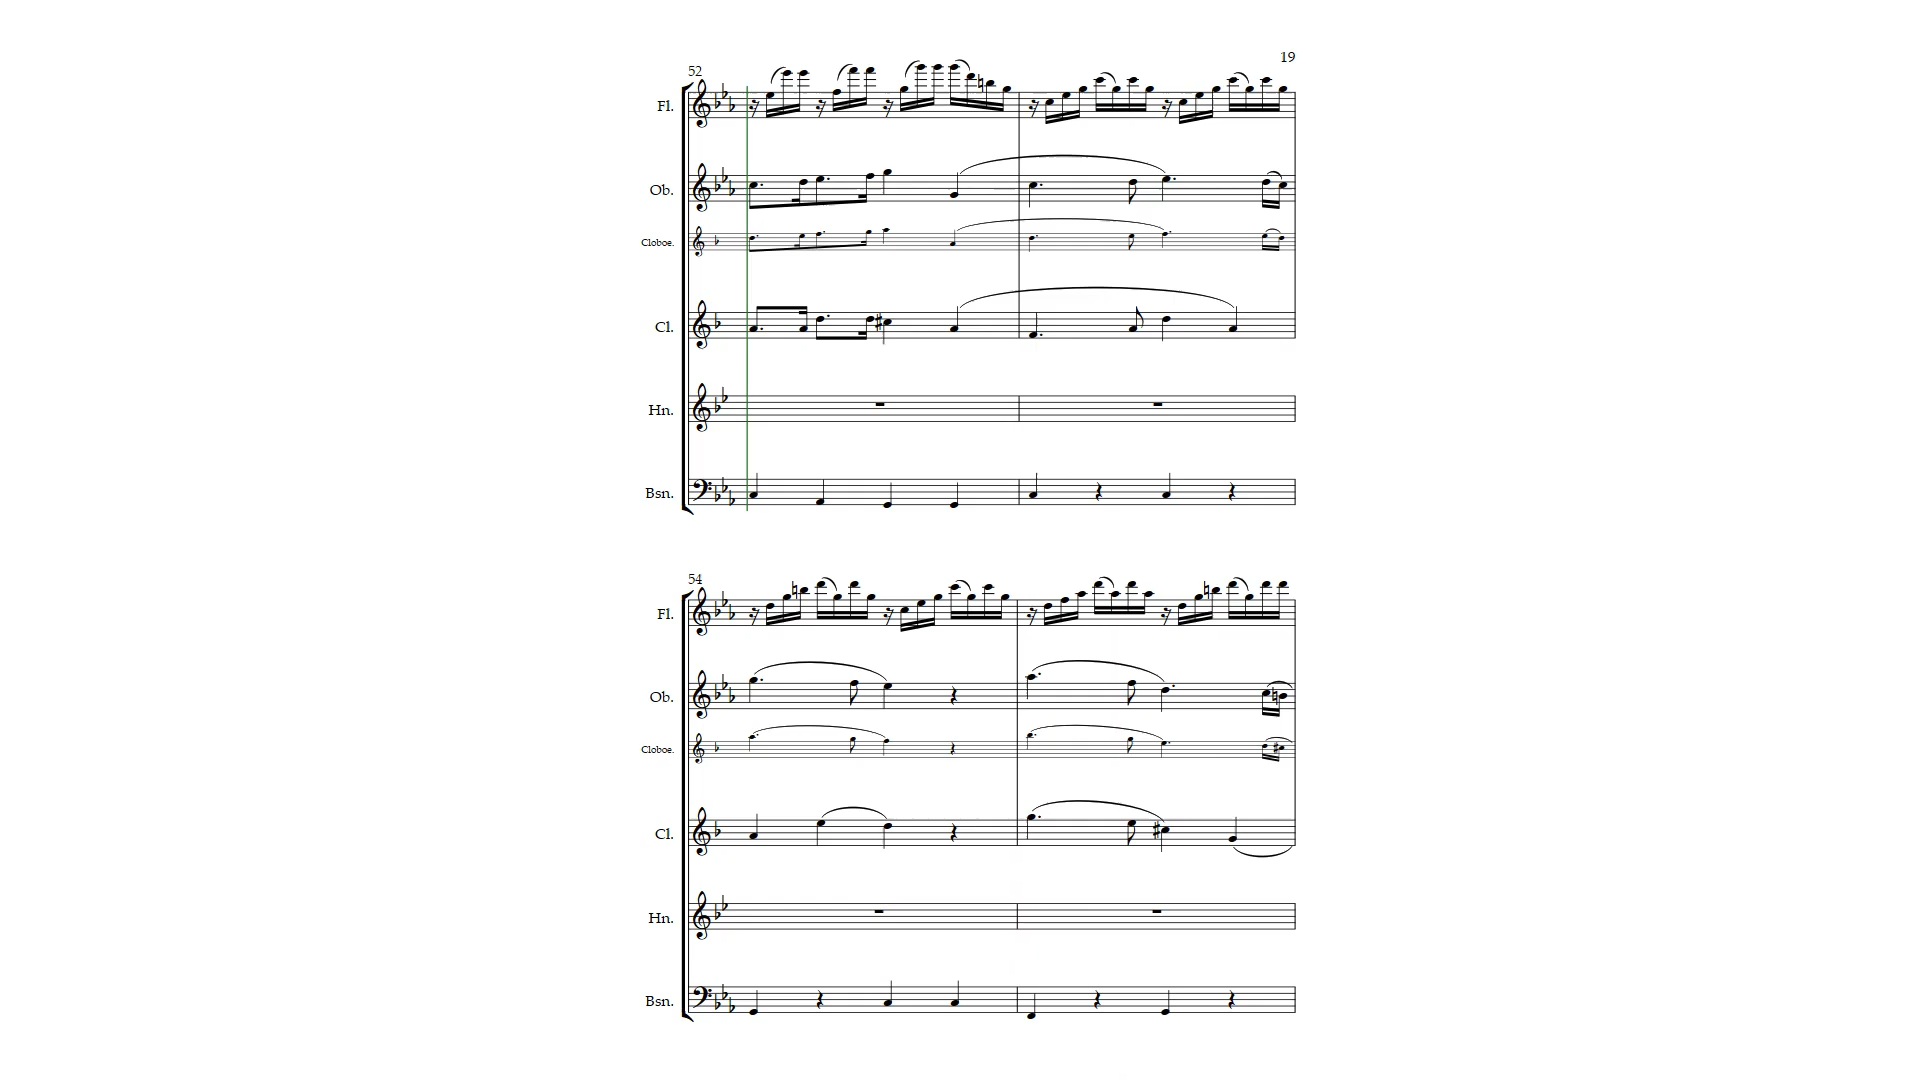 19
52
Fl.
Ob.
Cloboe.
Cl.
Hn.
Bsn.
54
Fl.
Ob.
Cloboe.
Cl.
Hn.
Bsn.